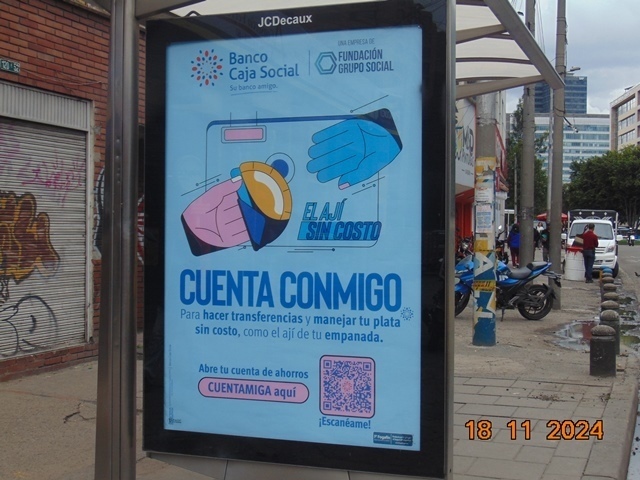 JCDecaux
Banco
Caja Social
Su banco amigo.
UNA EMPRESA DE
FUNDACIÓN
GRUPO SOCIAL
EL AJÍ
SIN COSTO
CUENTA CONMIGO
Para hacer transferencias y manejar tu plata
sin costo, como el ají de tu empanada.
Abre tu cuenta de ahorros
CUENTAMIGA aquí
¡Escanéame!
18 11 2024